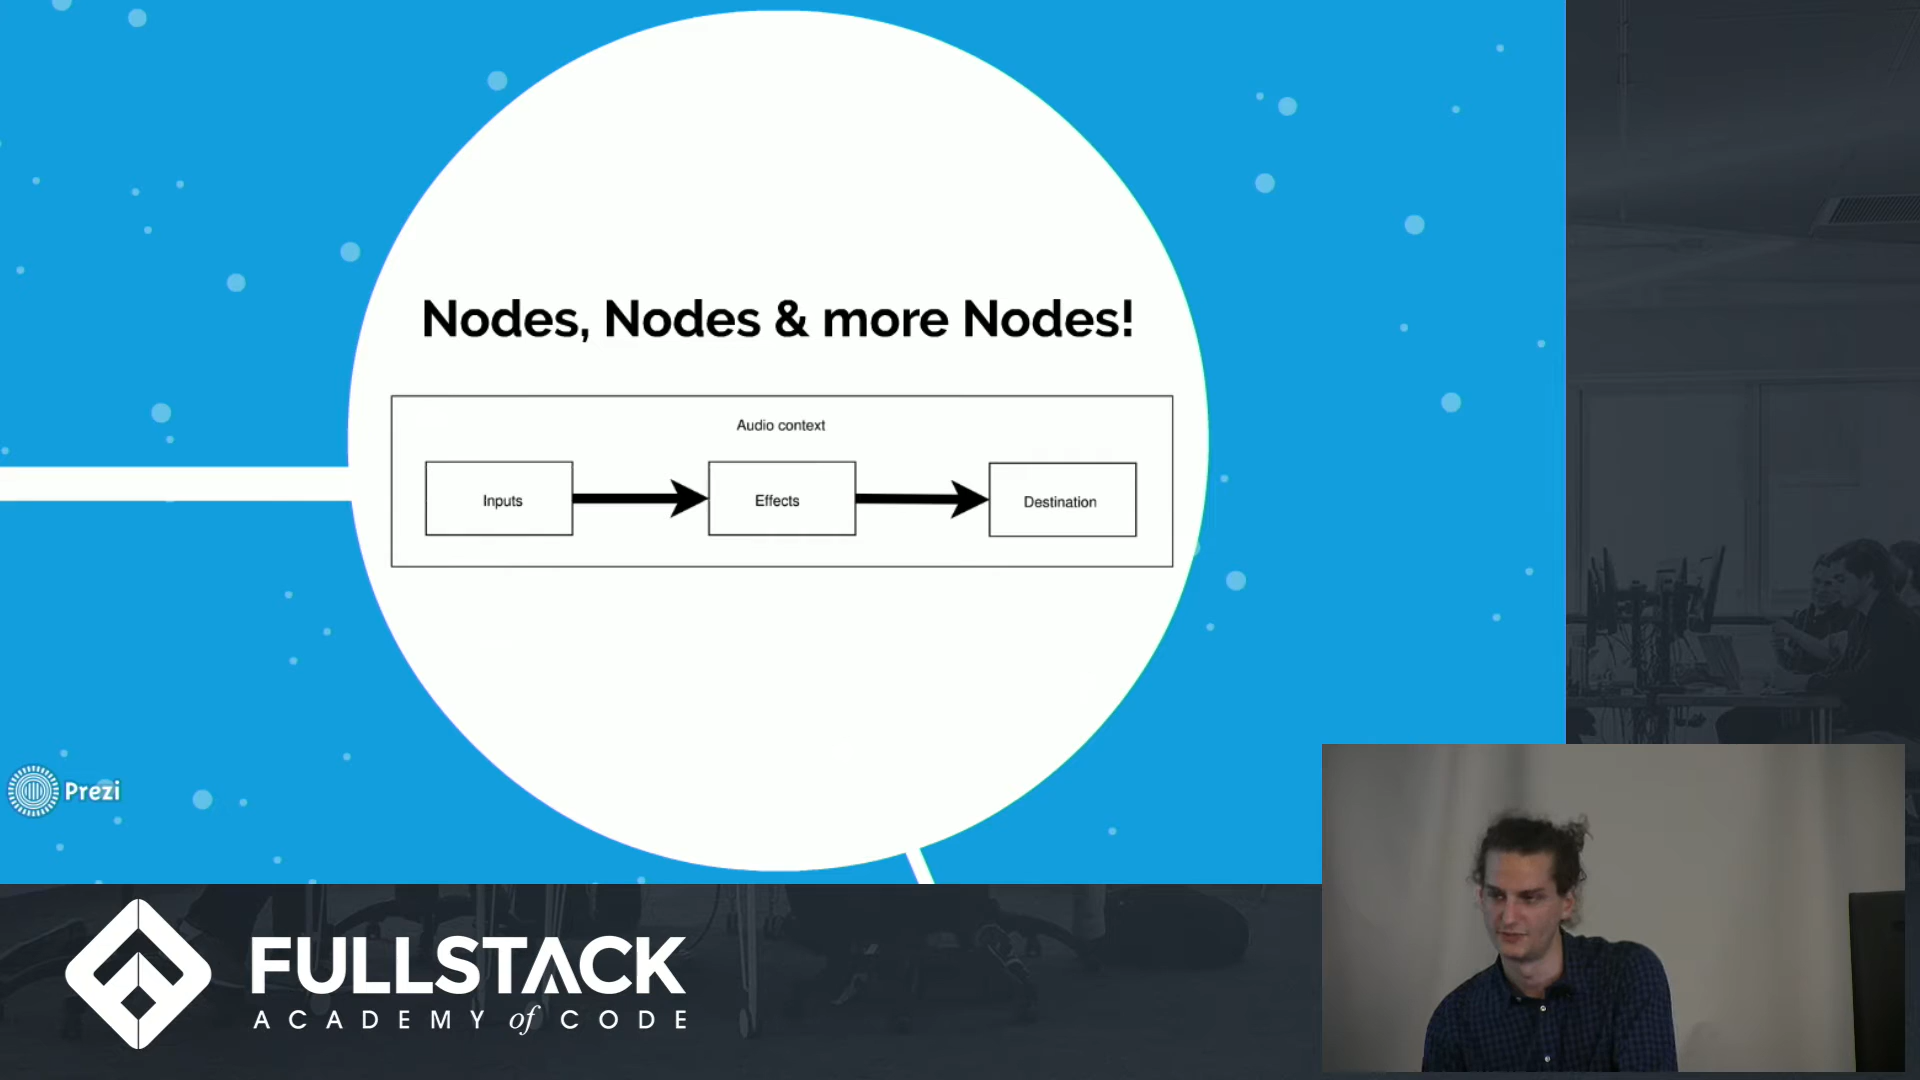 Nodes, Nodes & more Nodes!
Audio context
Inputs
Effects
Destination
Prezi
FULLSTACK
ACADEMY of CODE